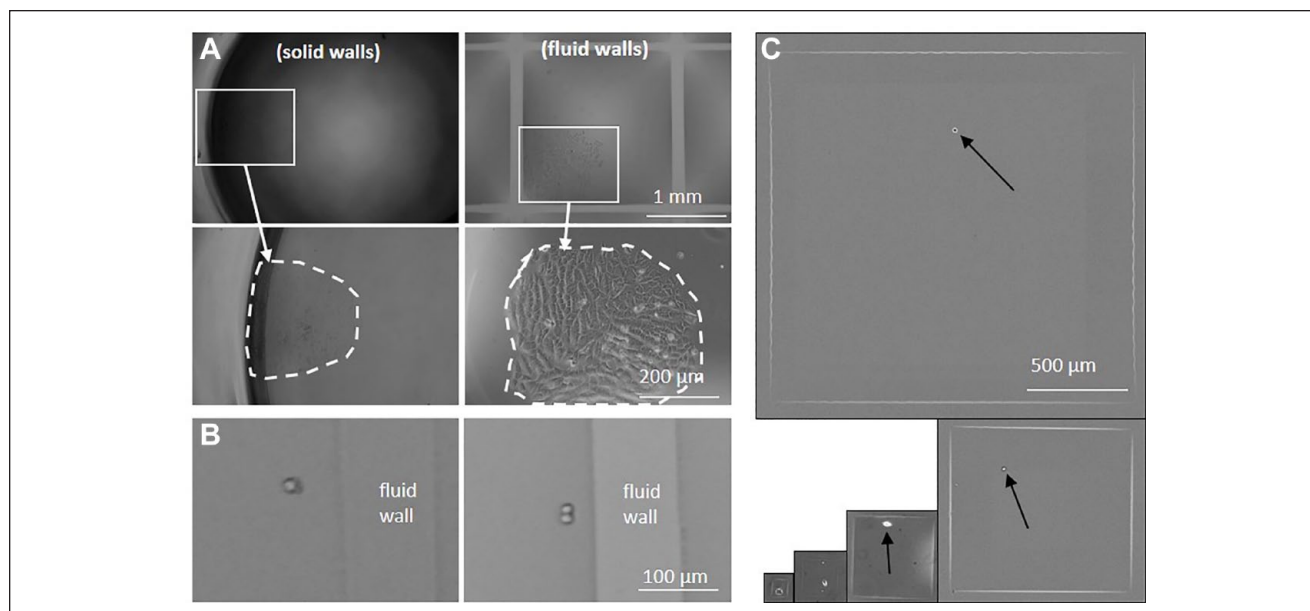 A
(solid walls)
(fluid walls)
1 mm
200 µm
B
fluid
wall
fluid
wall
100 µm
C
500 µm